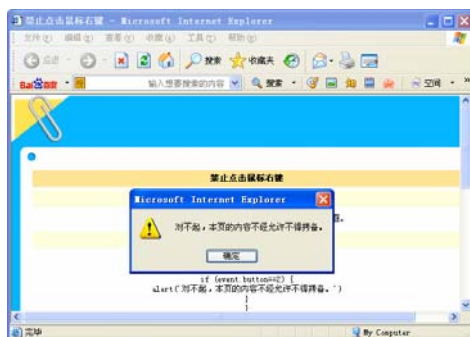 禁止点击鼠标右键 - Microsoft Internet Explorer
文件(F) 编辑(E) 查看(V) 收藏(A) 工具(T) 帮助(H)
后退 搜索 收藏夹
Bai百度 输入想要搜索的内容 搜索 空间
禁止点击鼠标右键
Microsoft Internet Explorer
对不起，本页的内容不经允许不得拷备。
确定
if (event.button==2) {
alert('对不起，本页的内容不经允许不得拷备。')
}
}
完毕 My Computer